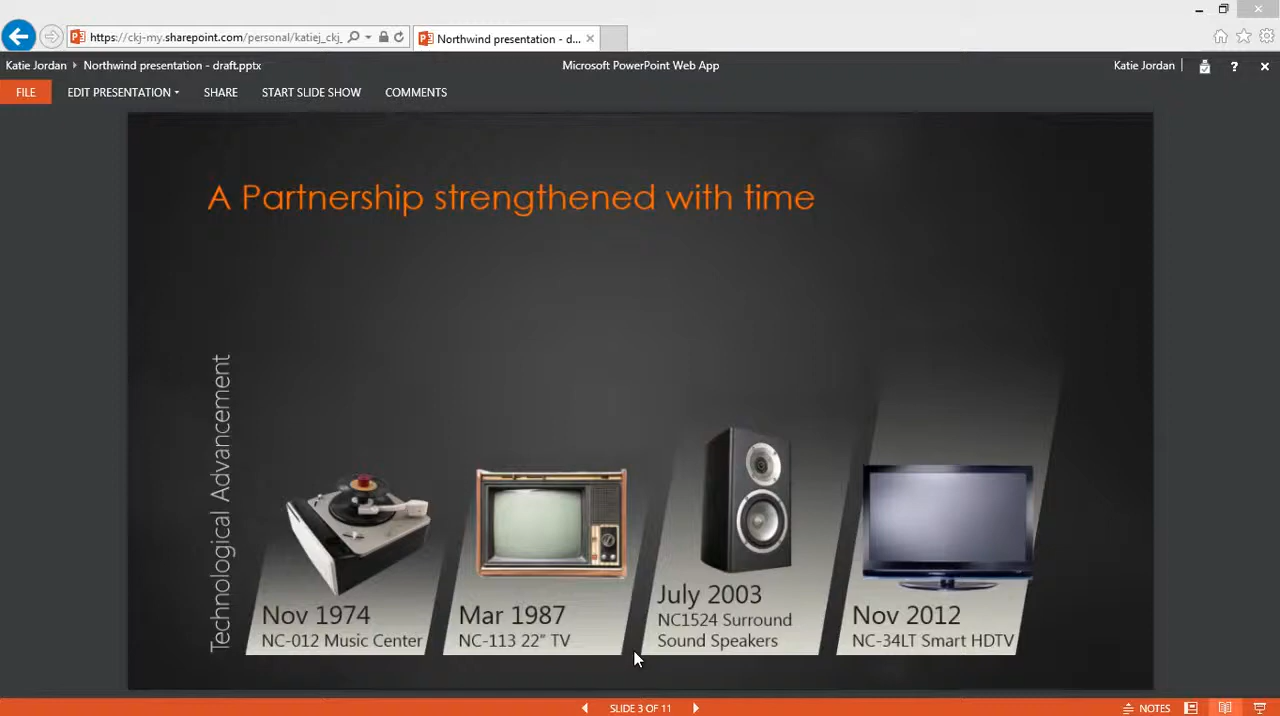 https://ckj-my.sharepoint.com/personal/katiej_ckj_
Northwind presentation - d...
Katie Jordan
Northwind presentation - draft.pptx
Microsoft PowerPoint Web App
Katie Jordan
FILE
EDIT PRESENTATION
SHARE
START SLIDE SHOW
COMMENTS
A Partnership strengthened with time
Technological Advancement
Nov 1974
NC-012 Music Center
Mar 1987
NC-113 22" TV
July 2003
NC1524 Surround
Sound Speakers
Nov 2012
NC-34LT Smart HDTV
SLIDE 3 OF 11
NOTES